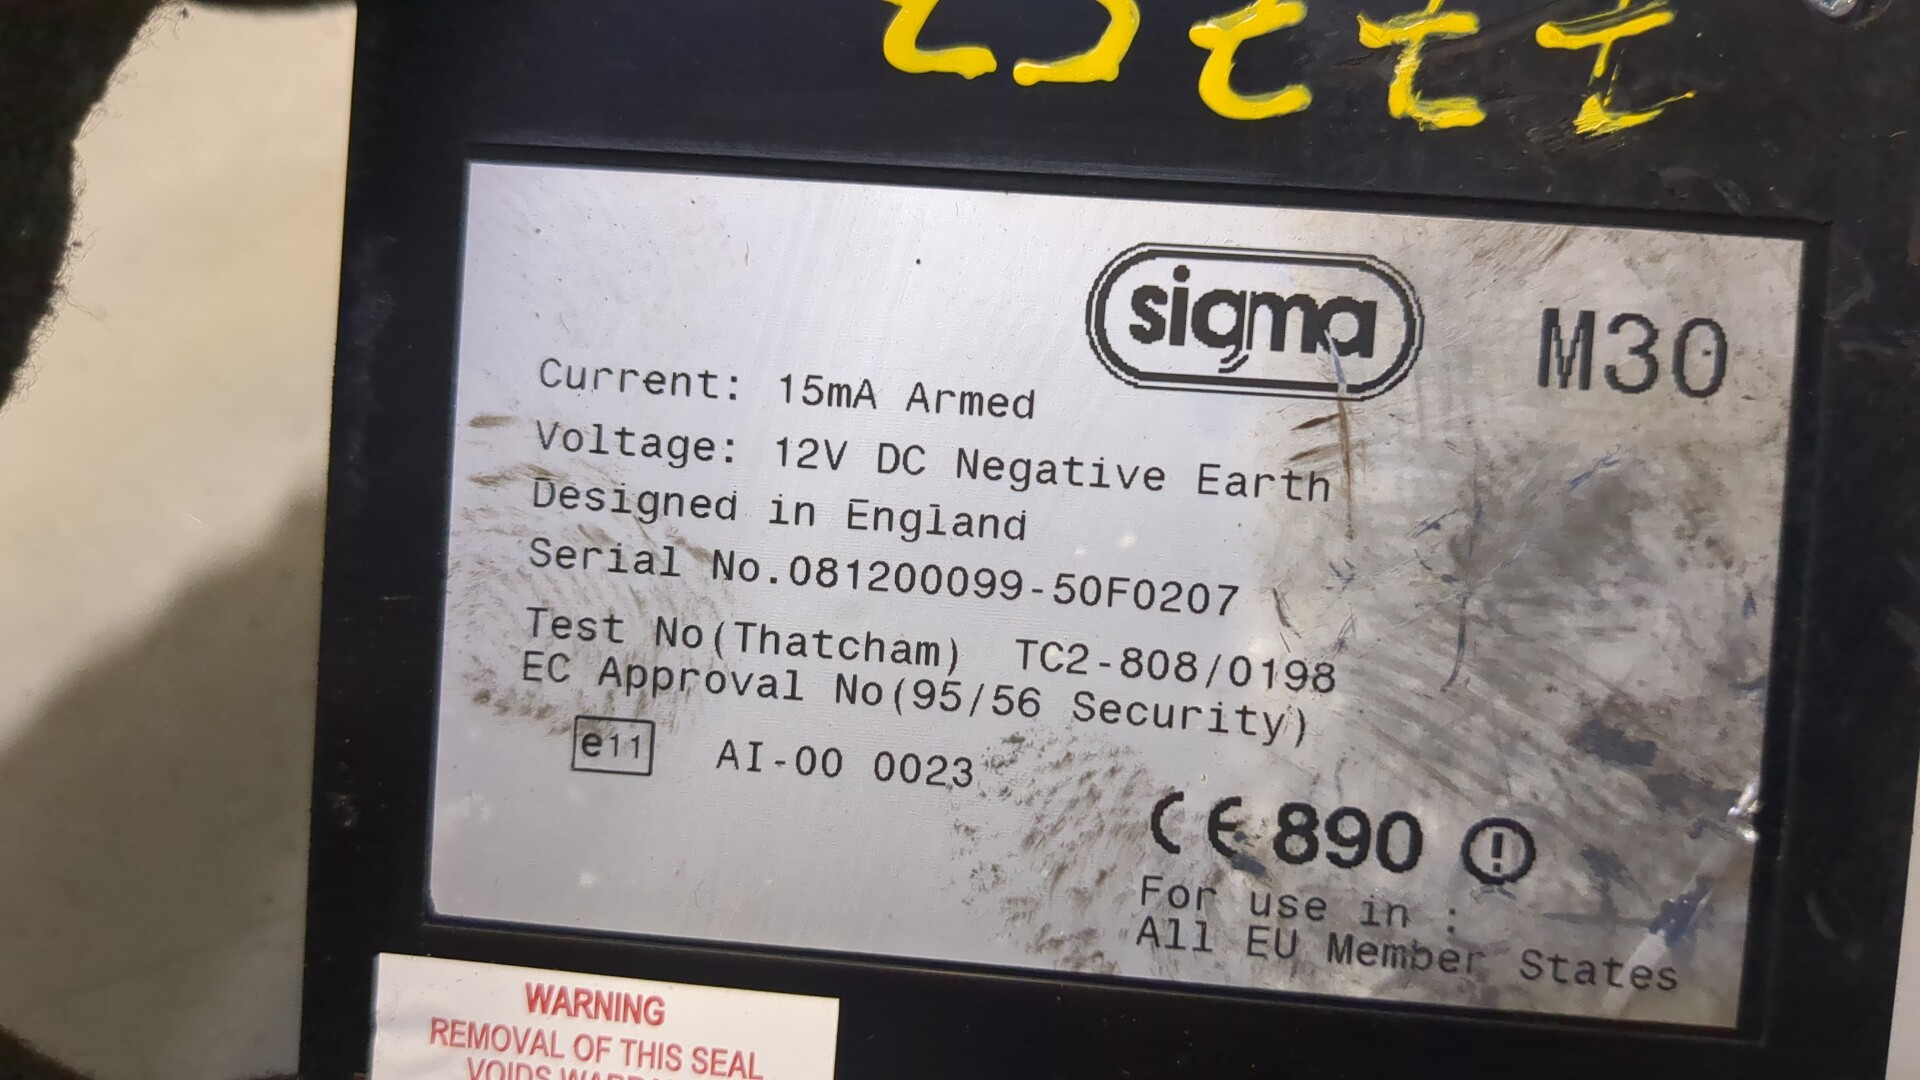 sigma M30
Current: 15mA Armed
Voltage: 12V DC Negative Earth
Designed in England
Serial No.081200099-50F0207
Test No(Thatcham) TC2-808/0198
EC Approval No(95/56 Security)
e11 AI-00 0023
CE 890
For use in :
All EU Member States
WARNING
REMOVAL OF THIS SEAL
VOIDS